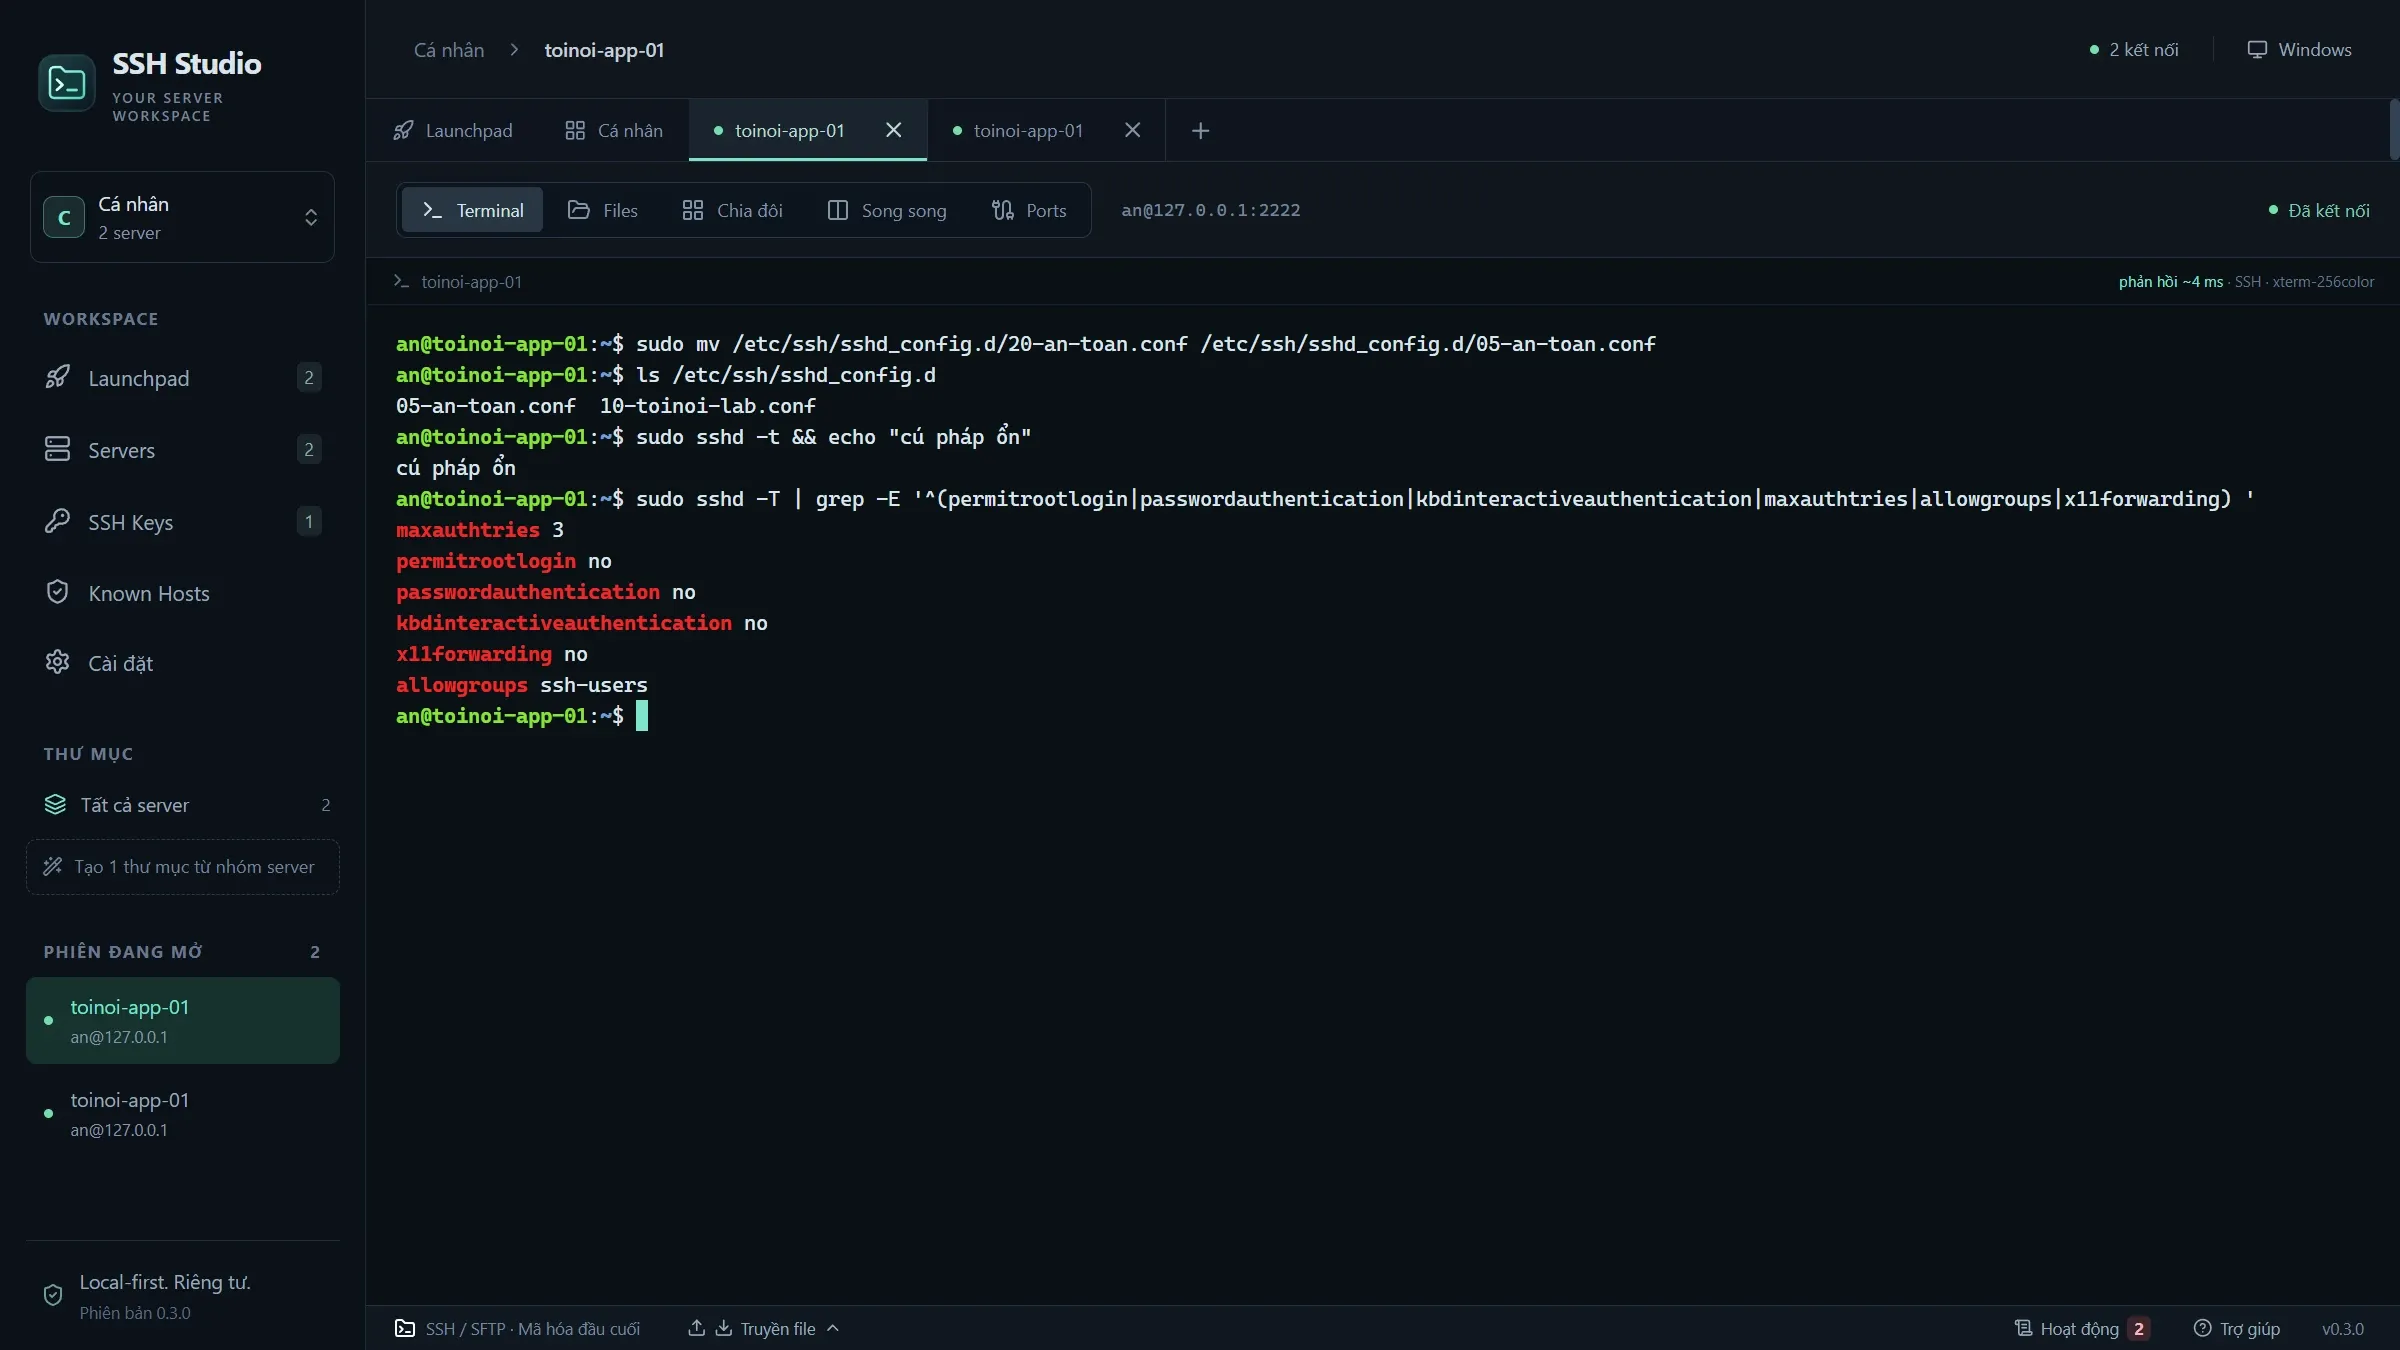 SSH Studio
YOUR SERVER
WORKSPACE
C
Cá nhân
2 server
WORKSPACE
Launchpad 2
Servers 2
SSH Keys 1
Known Hosts
Cài đặt
THƯ MỤC
Tất cả server 2
Tạo 1 thư mục từ nhóm server
PHIÊN ĐANG MỞ 2
toinoi-app-01
an@127.0.0.1
toinoi-app-01
an@127.0.0.1
Local-first. Riêng tư.
Phiên bản 0.3.0
Cá nhân > toinoi-app-01
2 kết nối
Windows
Launchpad
Cá nhân
toinoi-app-01
toinoi-app-01
Terminal
Files
Chia đôi
Song song
Ports
an@127.0.0.1:2222
Đã kết nối
toinoi-app-01
phản hồi ~4 ms · SSH · xterm-256color
an@toinoi-app-01:~$ sudo mv /etc/ssh/sshd_config.d/20-an-toan.conf /etc/ssh/sshd_config.d/05-an-toan.conf
an@toinoi-app-01:~$ ls /etc/ssh/sshd_config.d
05-an-toan.conf  10-toinoi-lab.conf
an@toinoi-app-01:~$ sudo sshd -t && echo "cú pháp ổn"
cú pháp ổn
an@toinoi-app-01:~$ sudo sshd -T | grep -E '^(permitrootlogin|passwordauthentication|kbdinteractiveauthentication|maxauthtries|allowgroups|x11forwarding) '
maxauthtries 3
permitrootlogin no
passwordauthentication no
kbdinteractiveauthentication no
x11forwarding no
allowgroups ssh-users
an@toinoi-app-01:~$
SSH / SFTP · Mã hóa đầu cuối
Truyền file
Hoạt động 2
Trợ giúp
v0.3.0